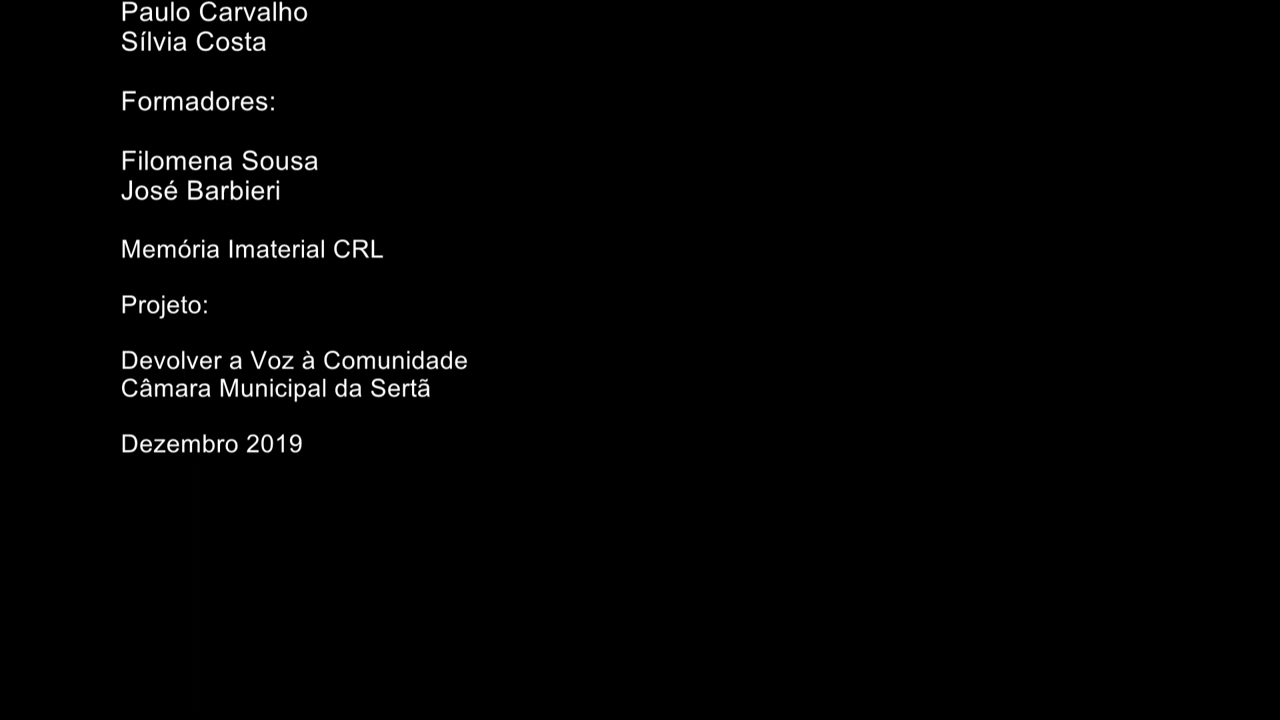 Paulo Carvalho
Sílvia Costa
Formadores:
Filomena Sousa
José Barbieri
Memória Imaterial CRL
Projeto:
Devolver a Voz à Comunidade
Câmara Municipal da Sertã
Dezembro 2019